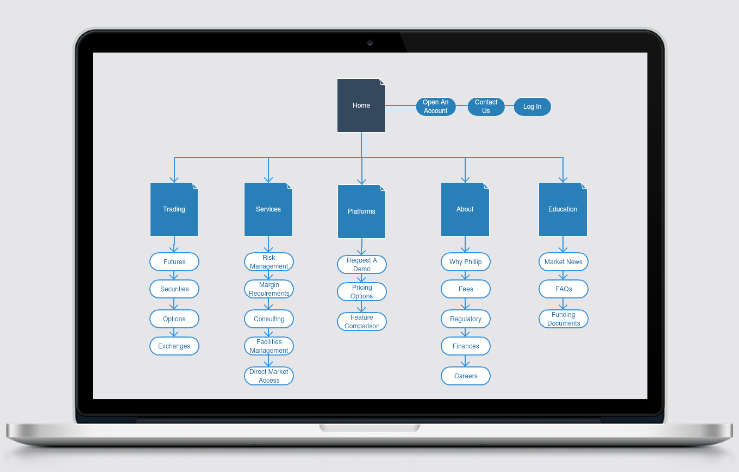 Home
Open An
Account
Contact
Us
Log In
Trading
Services
Platforms
About
Education
Futures
Securities
Options
Exchanges
Risk
Management
Margin
Requirements
Consulting
Facilities
Management
Direct Market
Access
Request A
Demo
Pricing
Options
Feature
Comparison
Why Phillip
Fees
Regulatory
Finances
Careers
Market News
FAQs
Funding
Documents